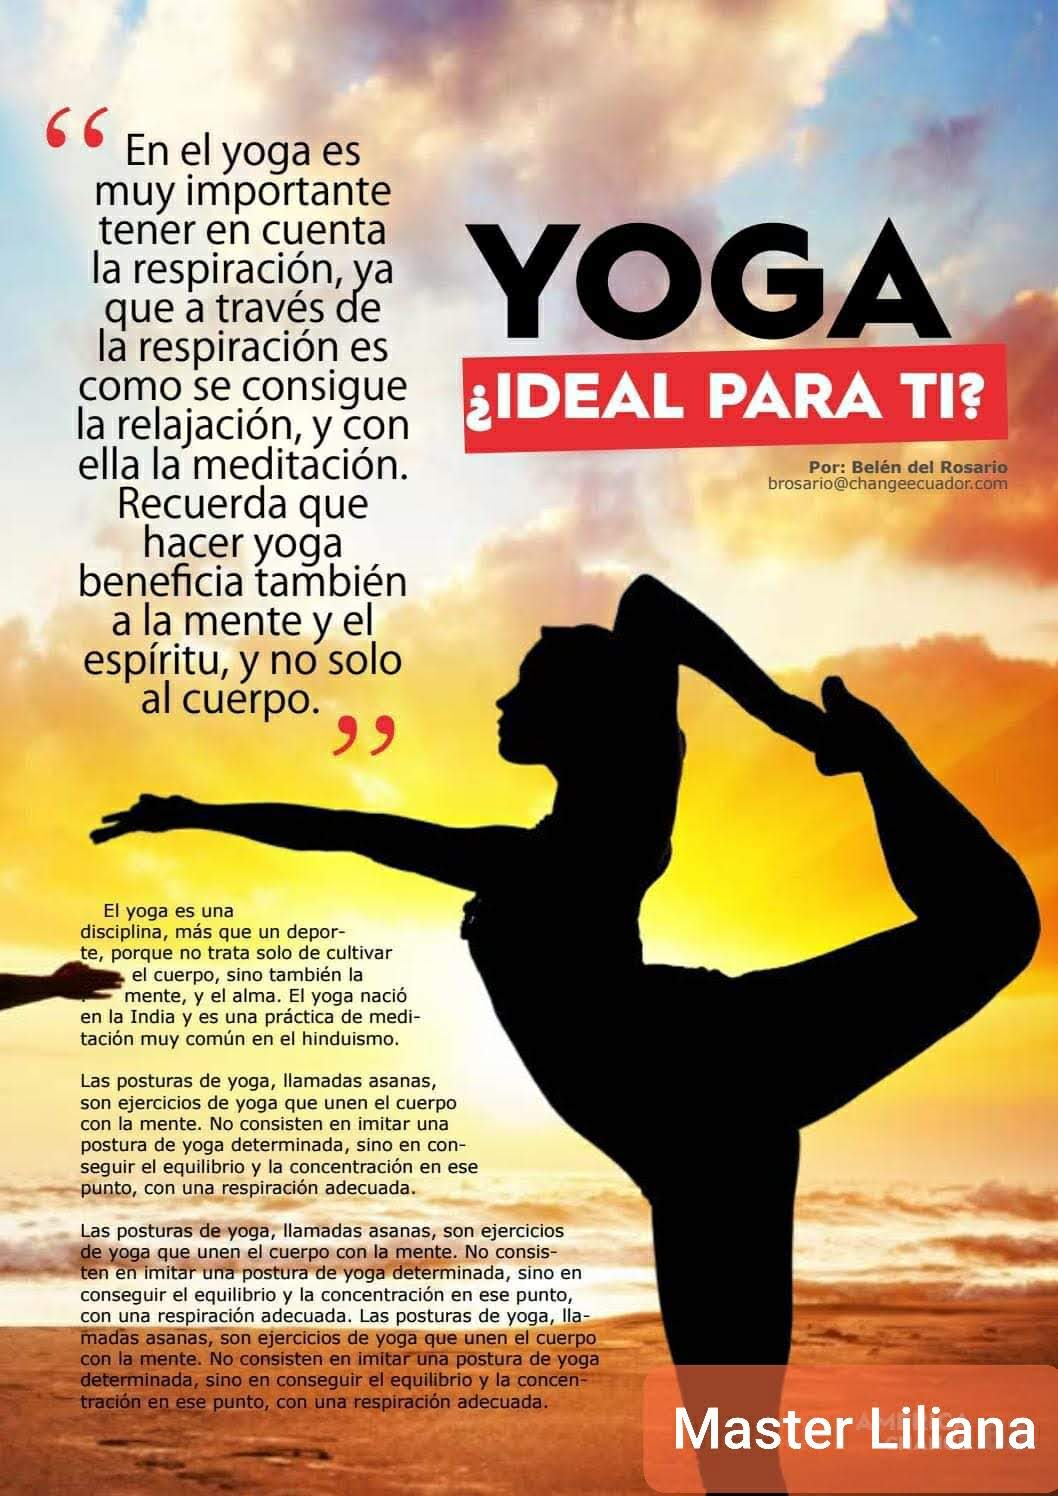 “ En el yoga es
muy importante
tener en cuenta
la respiración, ya
que a través de
la respiración es
como se consigue
la relajación, y con
ella la meditación.
Recuerda que
hacer yoga
beneficia también
a la mente y el
espíritu, y no solo
al cuerpo. ”
YOGA
¿IDEAL PARA TI?
Por: Belén del Rosario
brosario@changeecuador.com
El yoga es una
disciplina, más que un depor-
te, porque no trata solo de cultivar
el cuerpo, sino también la
mente, y el alma. El yoga nació
en la India y es una práctica de medi-
tación muy común en el hinduismo.
Las posturas de yoga, llamadas asanas,
son ejercicios de yoga que unen el cuerpo
con la mente. No consisten en imitar una
postura de yoga determinada, sino en con-
seguir el equilibrio y la concentración en ese
punto, con una respiración adecuada.
Las posturas de yoga, llamadas asanas, son ejercicios
de yoga que unen el cuerpo con la mente. No consis-
ten en imitar una postura de yoga determinada, sino en
conseguir el equilibrio y la concentración en ese punto,
con una respiración adecuada. Las posturas de yoga, lla-
madas asanas, son ejercicios de yoga que unen el cuerpo
con la mente. No consisten en imitar una postura de yoga
determinada, sino en conseguir el equilibrio y la concen-
tración en ese punto, con una respiración adecuada.
Master Liliana